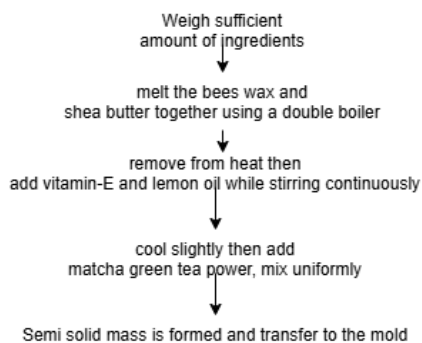 Weigh sufficient
amount of ingredients
melt the bees wax and
shea butter together using a double boiler
remove from heat then
add vitamin-E and lemon oil while stirring continuously
cool slightly then add
matcha green tea power, mix uniformly
Semi solid mass is formed and transfer to the mold